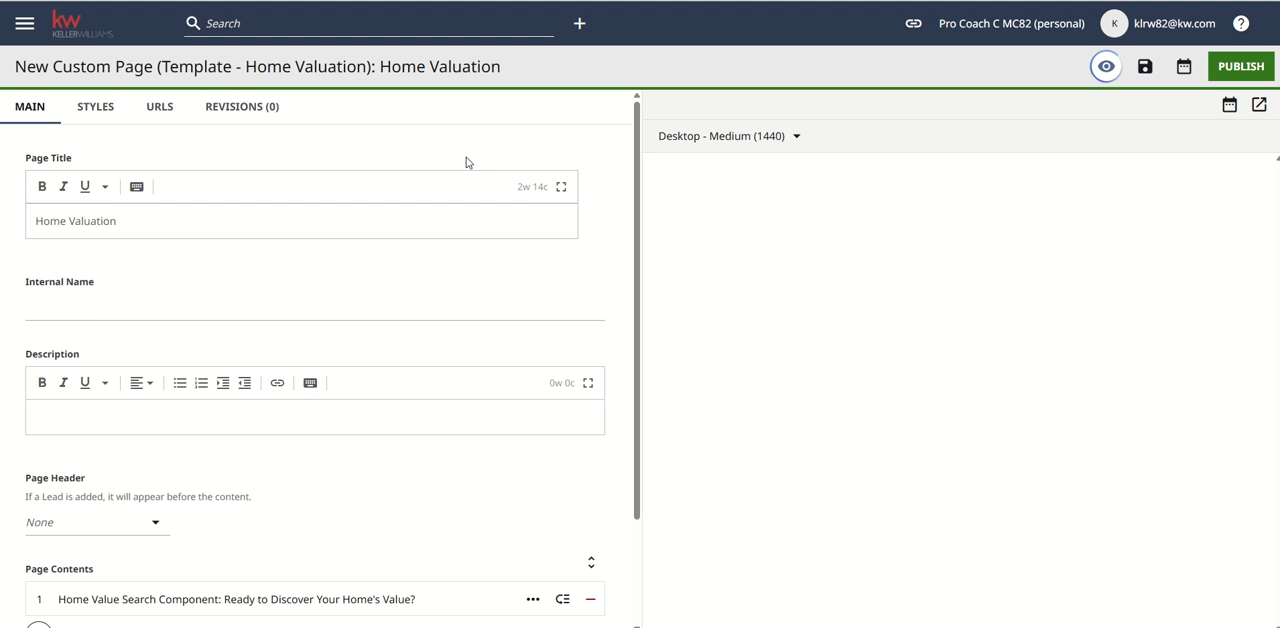 kw
KELLERWILLIAMS
Search
+
Pro Coach C MC82 (personal)
K
klrw82@kw.com
?
New Custom Page (Template - Home Valuation): Home Valuation
PUBLISH
MAIN
STYLES
URLS
REVISIONS (0)
Desktop - Medium (1440)
Page Title
B I U
2w 14c
Home Valuation
Internal Name
Description
B I U
0w 0c
Page Header
If a Lead is added, it will appear before the content.
None
Page Contents
1 Home Value Search Component: Ready to Discover Your Home's Value?